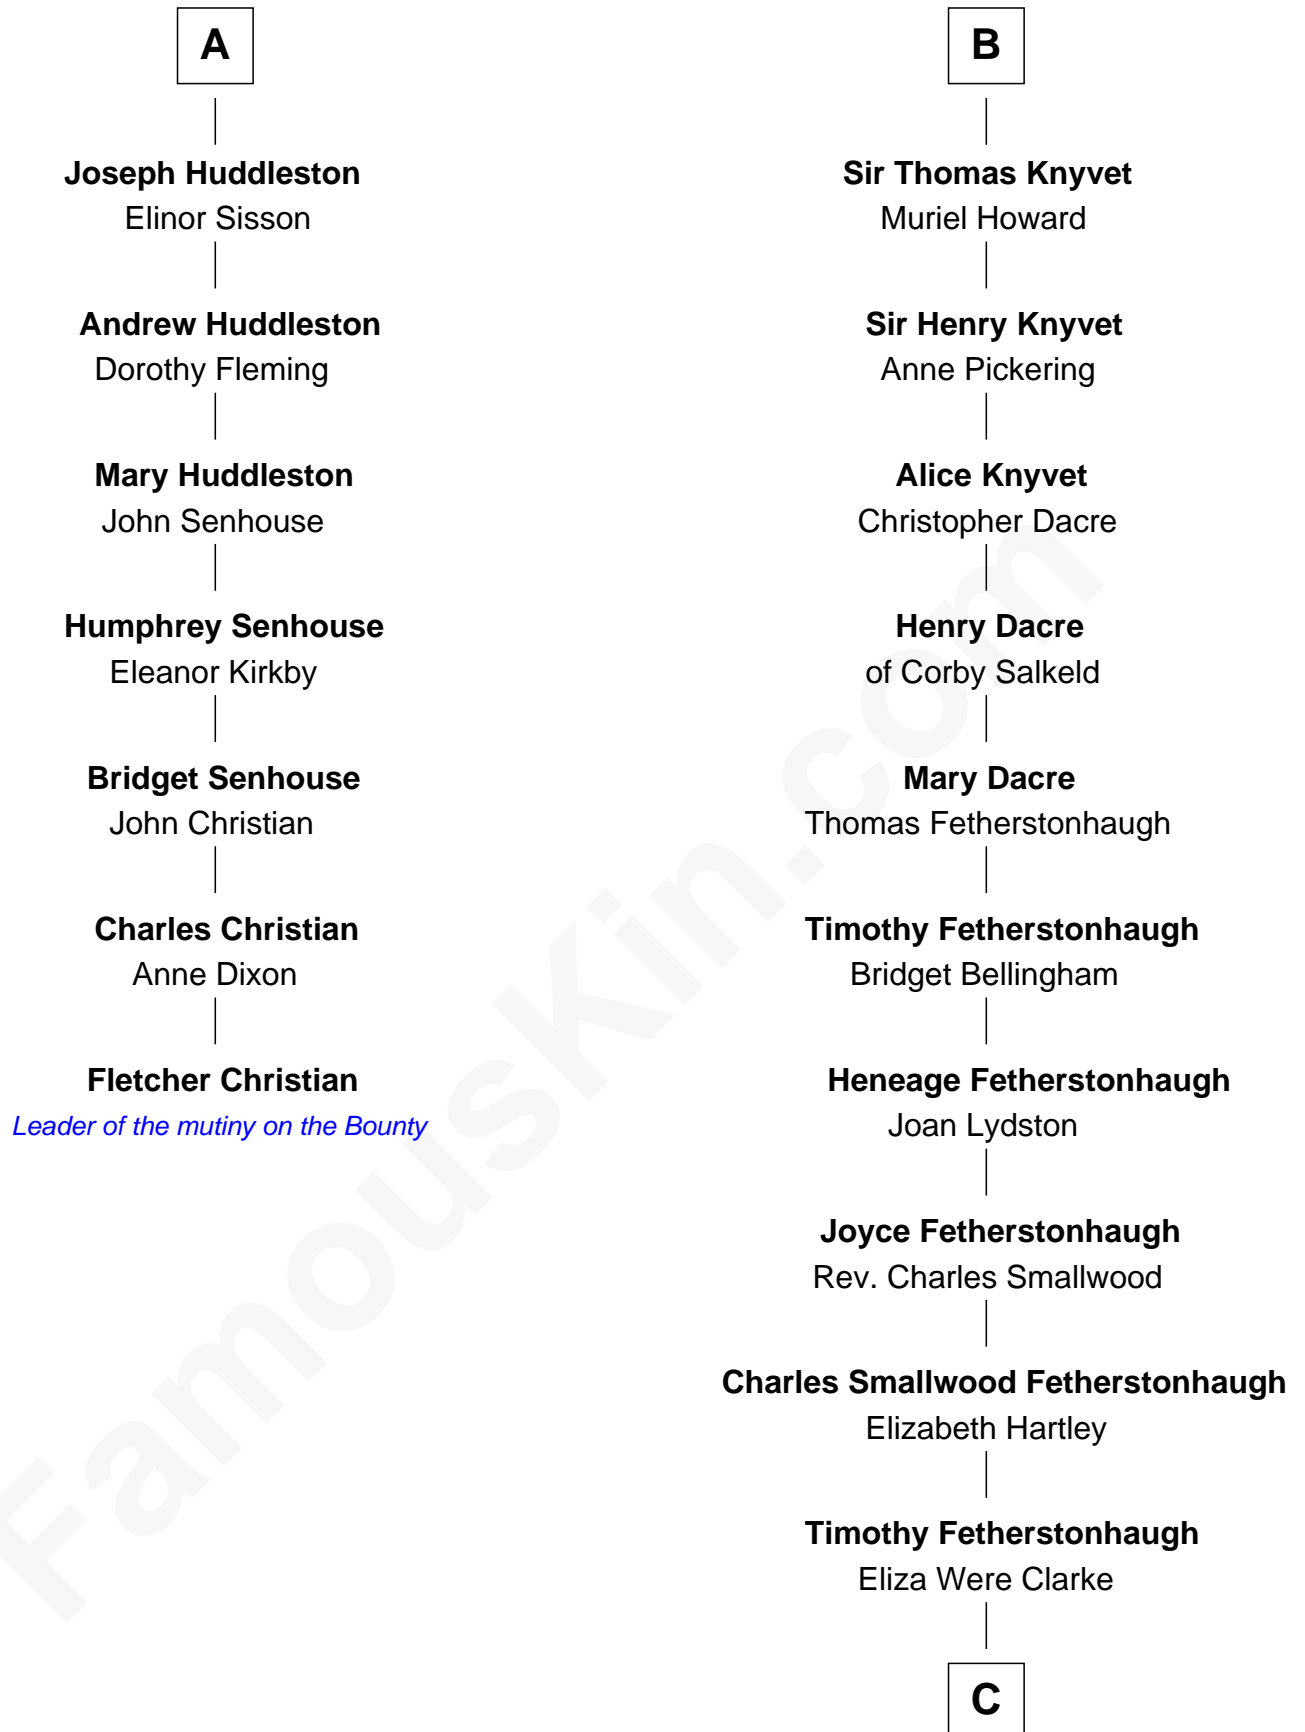 A
Joseph Huddleston
Elinor Sisson
Andrew Huddleston
Dorothy Fleming
Mary Huddleston
John Senhouse
Humphrey Senhouse
Eleanor Kirkby
Bridget Senhouse
John Christian
Charles Christian
Anne Dixon
Fletcher Christian
Leader of the mutiny on the Bounty
B
Sir Thomas Knyvet
Muriel Howard
Sir Henry Knyvet
Anne Pickering
Alice Knyvet
Christopher Dacre
Henry Dacre
of Corby Salkeld
Mary Dacre
Thomas Fetherstonhaugh
Timothy Fetherstonhaugh
Bridget Bellingham
Heneage Fetherstonhaugh
Joan Lydston
Joyce Fetherstonhaugh
Rev. Charles Smallwood
Charles Smallwood Fetherstonhaugh
Elizabeth Hartley
Timothy Fetherstonhaugh
Eliza Were Clarke
C
FamousKin.com